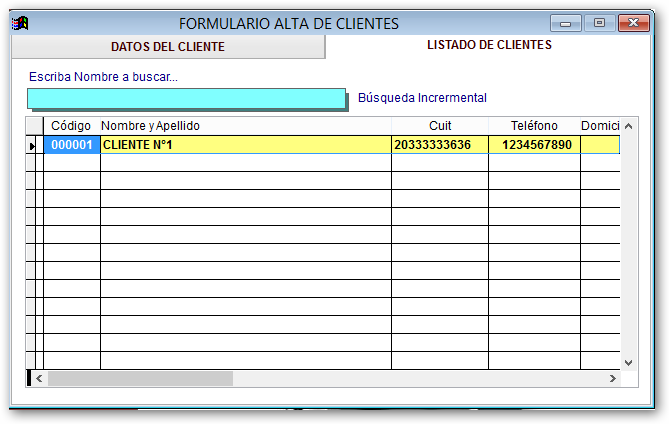 FORMULARIO ALTA DE CLIENTES
DATOS DEL CLIENTE LISTADO DE CLIENTES
Escriba Nombre a buscar...
Búsqueda Incrermental
Código Nombre y Apellido Cuit Teléfono Domici
000001 CLIENTE Nº1 20333333636 1234567890